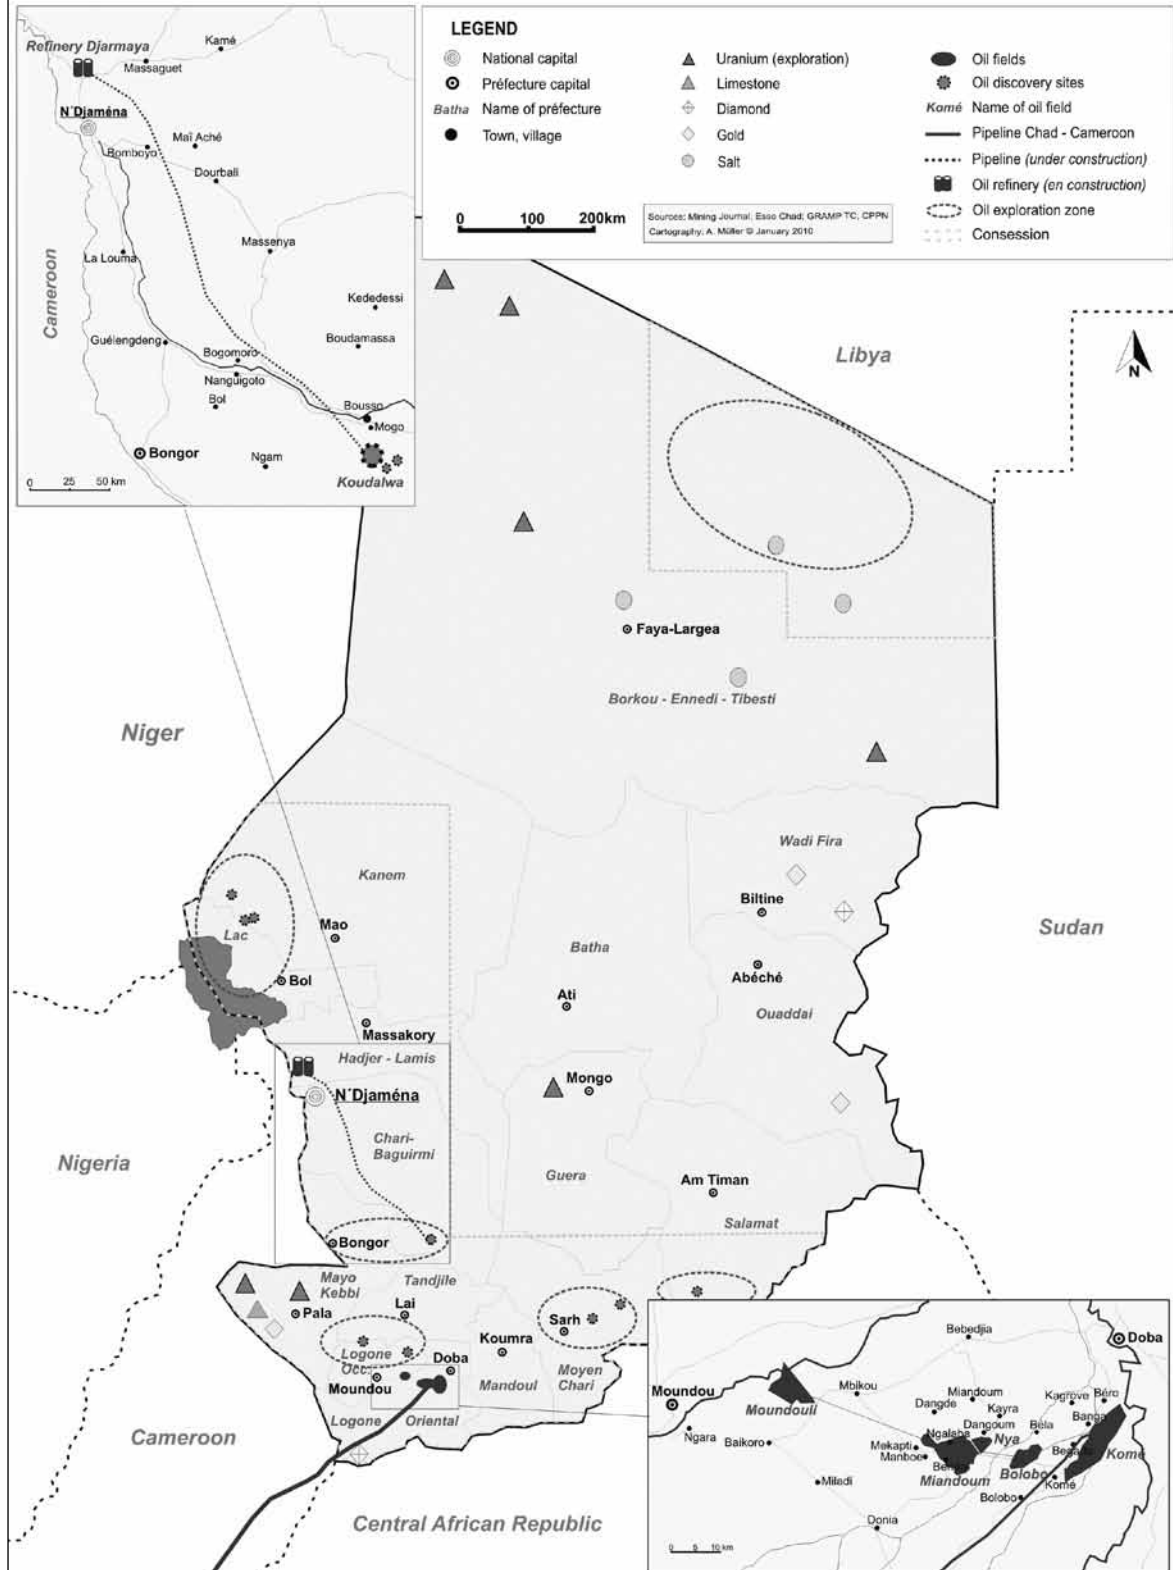 Refinery Djarmaya
Kamé
Massaguet
N'Djaména
Maî Aché
Bomboyo
Dourbali
Massenya
La Louma
Cameroon
Kededessi
Guélengdeng
Boudamassa
Bogomoro
Nanguigoto
Bol
Bousso
Mogo
Bongor
Ngam
Koudalwa
0 25 50 km
LEGEND
National capital
Préfecture capital
Batha Name of préfecture
Town, village
Uranium (exploration)
Limestone
Diamond
Gold
Salt
Oil fields
Oil discovery sites
Komé Name of oil field
Pipeline Chad - Cameroon
Pipeline (under construction)
Oil refinery (en construction)
Oil exploration zone
Consession
0 100 200km
Sources: Mining Journal; Esso Chad; GRAMP TC, CPPN
Cartography: A. Müller © January 2010
Libya
N
Faya-Largea
Borkou - Ennedi - Tibesti
Niger
Wadi Fira
Kanem
Biltine
Mao
Lac
Batha
Sudan
Abéché
Bol
Ati
Ouaddai
Massakory
Hadjer - Lamis
Mongo
N'Djaména
Chari-
Baguirmi
Nigeria
Guera
Am Timan
Salamat
Bongor
Mayo
Kebbi
Tandjile
Pala
Lai
Sarh
Koumra
Logone
Occ.
Doba
Moundou
Mandoul
Moyen
Chari
Logone Oriental
Cameroon
Central African Republic
Bebedjia
Doba
Moundou
Moundouli
Mbikou
Miandoum
Kagrove
Béro
Dangde
Kayra
Ngara
Baikoro
Ngalaba
Dangoum
Nya
Bela
Banga
Mekapti
Manboe
Komé
Miladi
Miandoum
Bolobo
Komé
Bolobo
Donia
0 5 10 km